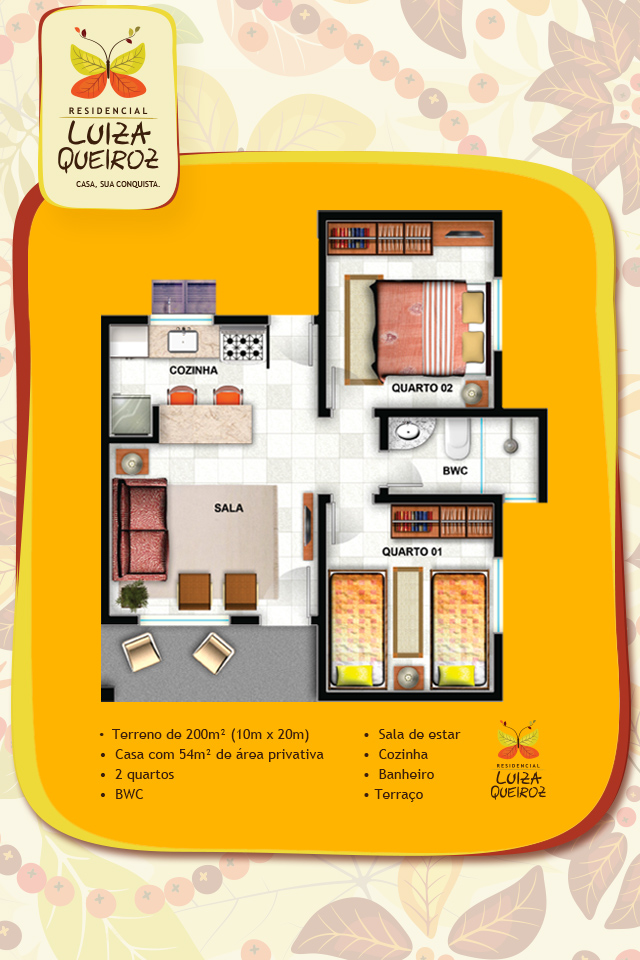 RESIDENCIAL
LUIZA
QUEIROZ
CASA, SUA CONQUISTA.
COZINHA
QUARTO 02
BWC
SALA
QUARTO 01
• Terreno de 200m² (10m x 20m)
• Casa com 54m² de área privativa
• 2 quartos
• BWC
• Sala de estar
• Cozinha
• Banheiro
• Terraço
RESIDENCIAL
LUIZA
QUEIROZ